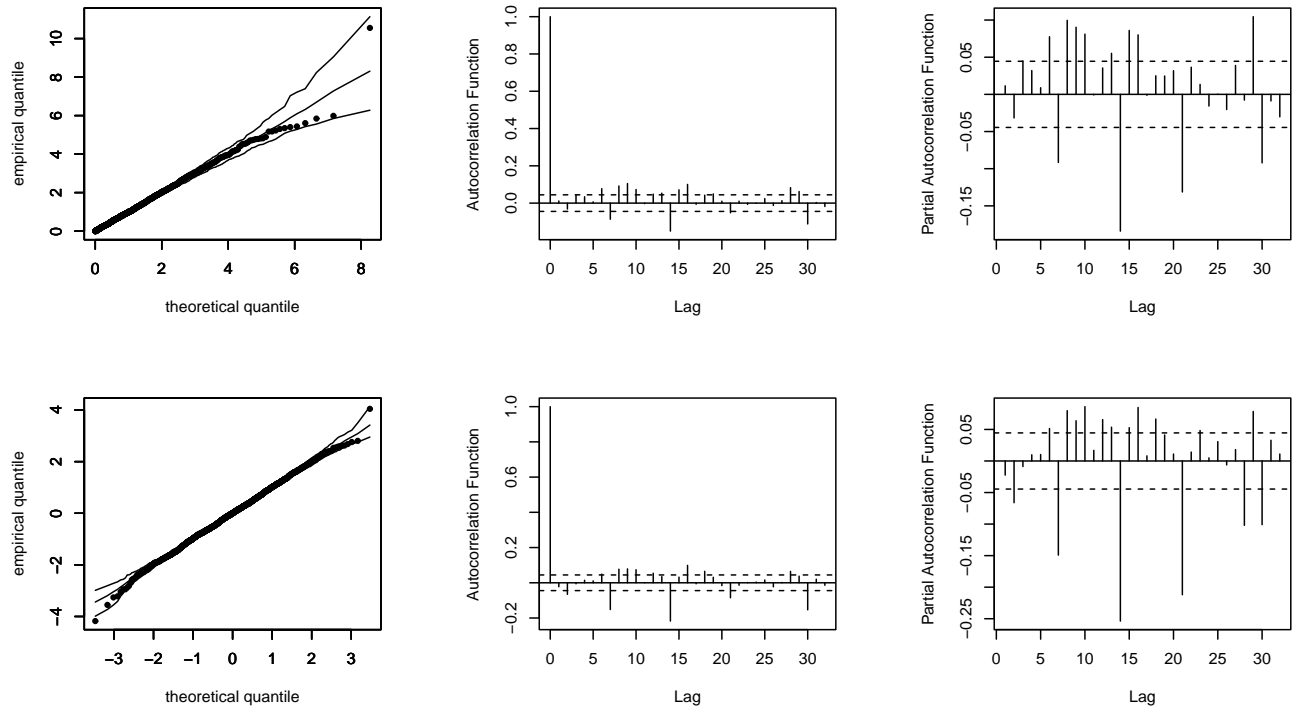 empirical quantile
0 2 4 6 8 10
0 2 4 6 8
theoretical quantile
Autocorrelation Function
0.0 0.2 0.4 0.6 0.8 1.0
0 5 10 15 20 25 30
Lag
Partial Autocorrelation Function
−0.15 −0.05 0.05
0 5 10 15 20 25 30
Lag
empirical quantile
−4 −2 0 2 4
−3 −2 −1 0 1 2 3
theoretical quantile
Autocorrelation Function
−0.2 0.2 0.6 1.0
0 5 10 15 20 25 30
Lag
Partial Autocorrelation Function
−0.25 −0.15 −0.05 0.05
0 5 10 15 20 25 30
Lag